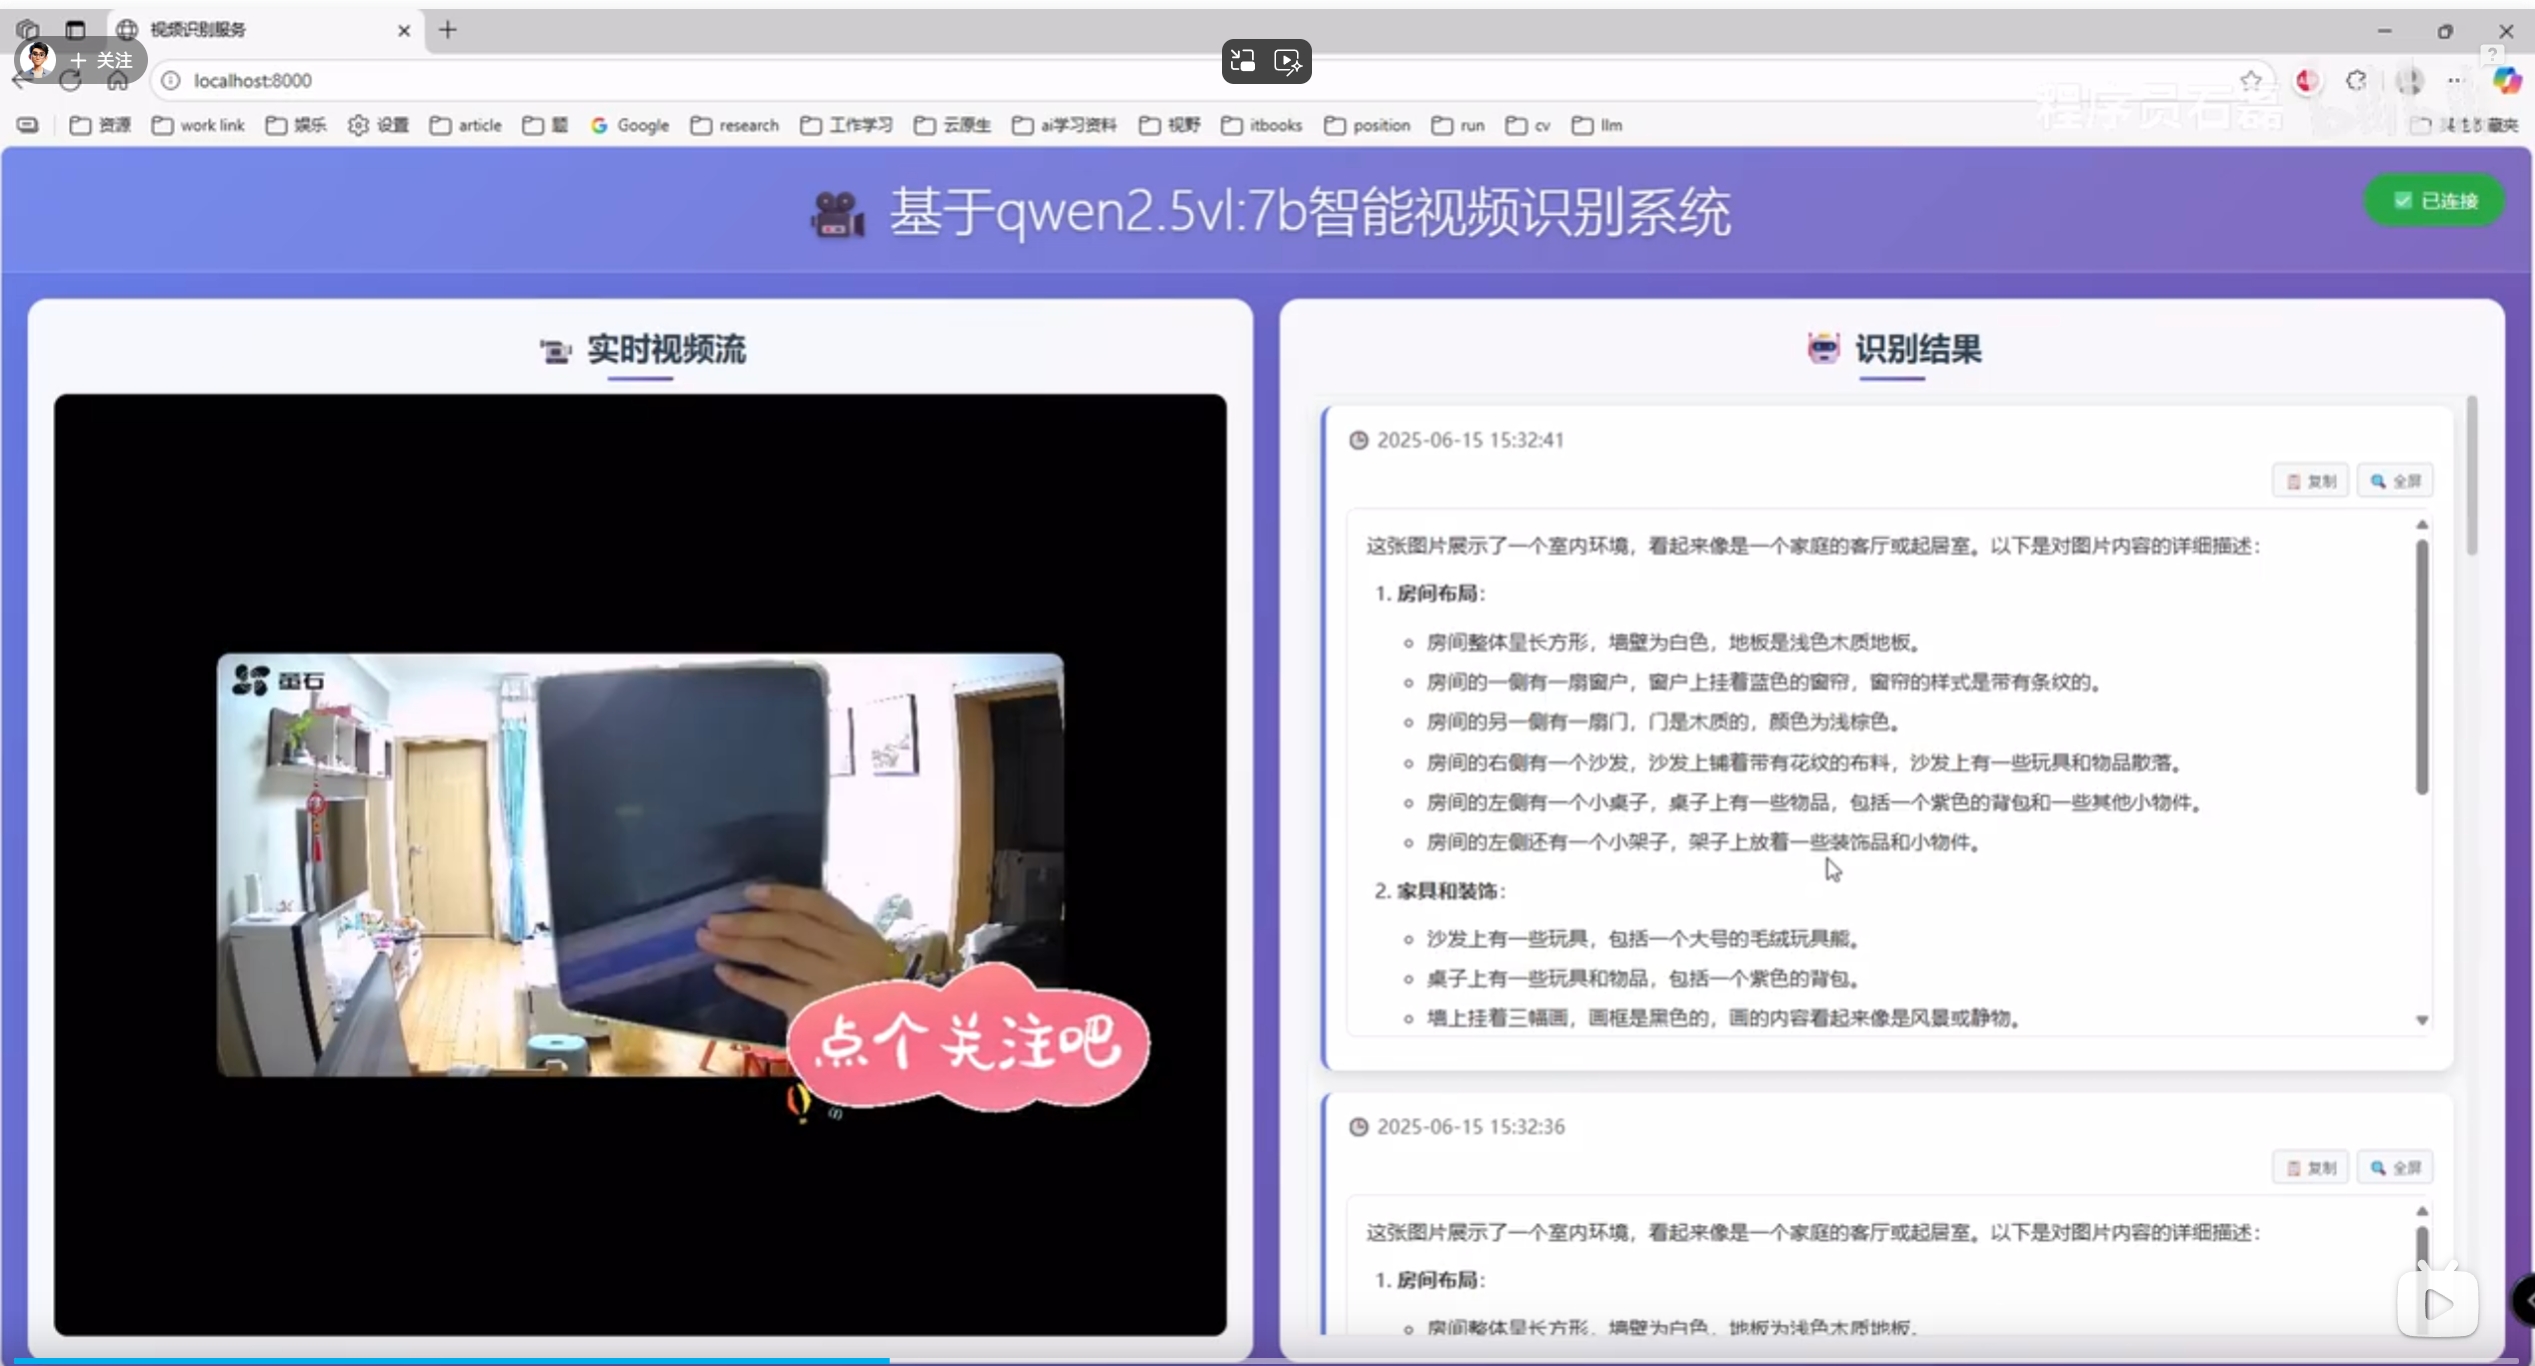 视频识别服务
关注
localhost:8000
资源 work link 娱乐 设置 article 题 Google research 工作学习 云原生 ai学习资料 视野 itbooks position run cv llm
程序员石磊
bilibili
基于qwen2.5vl:7b智能视频识别系统
已连接
实时视频流
萤石
点个关注吧
识别结果
2025-06-15 15:32:41
复制 全屏
这张图片展示了一个室内环境，看起来像是一个家庭的客厅或起居室。以下是对图片内容的详细描述：
1. 房间布局：
房间整体呈长方形，墙壁为白色，地板是浅色木质地板。
房间的一侧有一扇窗户，窗户上挂着蓝色的窗帘，窗帘的样式是带有条纹的。
房间的另一侧有一扇门，门是木质的，颜色为浅棕色。
房间的右侧有一个沙发，沙发上铺着带有花纹的布料，沙发上有一些玩具和物品散落。
房间的左侧有一个小桌子，桌子上有一些物品，包括一个紫色的背包和一些其他小物件。
房间的左侧还有一个小架子，架子上放着一些装饰品和小物件。
2. 家具和装饰：
沙发上有一些玩具，包括一个大号的毛绒玩具熊。
桌子上有一些玩具和物品，包括一个紫色的背包。
墙上挂着三幅画，画框是黑色的，画的内容看起来像是风景或静物。
2025-06-15 15:32:36
复制 全屏
这张图片展示了一个室内环境，看起来像是一个家庭的客厅或起居室。以下是对图片内容的详细描述：
1. 房间布局：
房间整体呈长方形，墙壁为白色，地板为浅色木质地板。